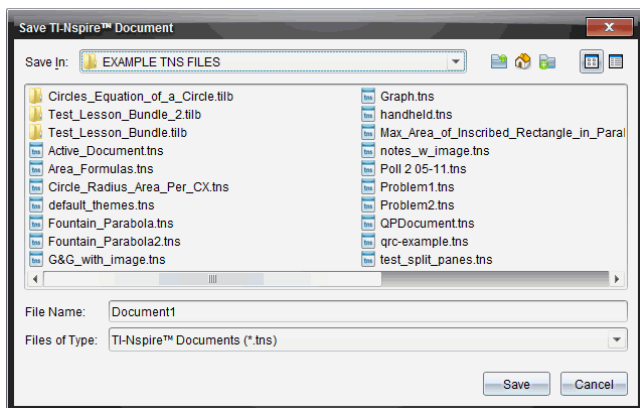 Save TI-Nspire™ Document
Save In: EXAMPLE TNS FILES
Circles_Equation_of_a_Circle.tilb
Test_Lesson_Bundle_2.tilb
Test_Lesson_Bundle.tilb
Active_Document.tns
Area_Formulas.tns
Circle_Radius_Area_Per_CX.tns
default_themes.tns
Fountain_Parabola.tns
Fountain_Parabola2.tns
G&G_with_image.tns
Graph.tns
handheld.tns
Max_Area_of_Inscribed_Rectangle_in_Paral
notes_w_image.tns
Poll 2 05-11.tns
Problem1.tns
Problem2.tns
QPDocument.tns
qrc-example.tns
test_split_panes.tns
File Name: Document1
Files of Type: TI-Nspire™ Documents (*.tns)
Save Cancel